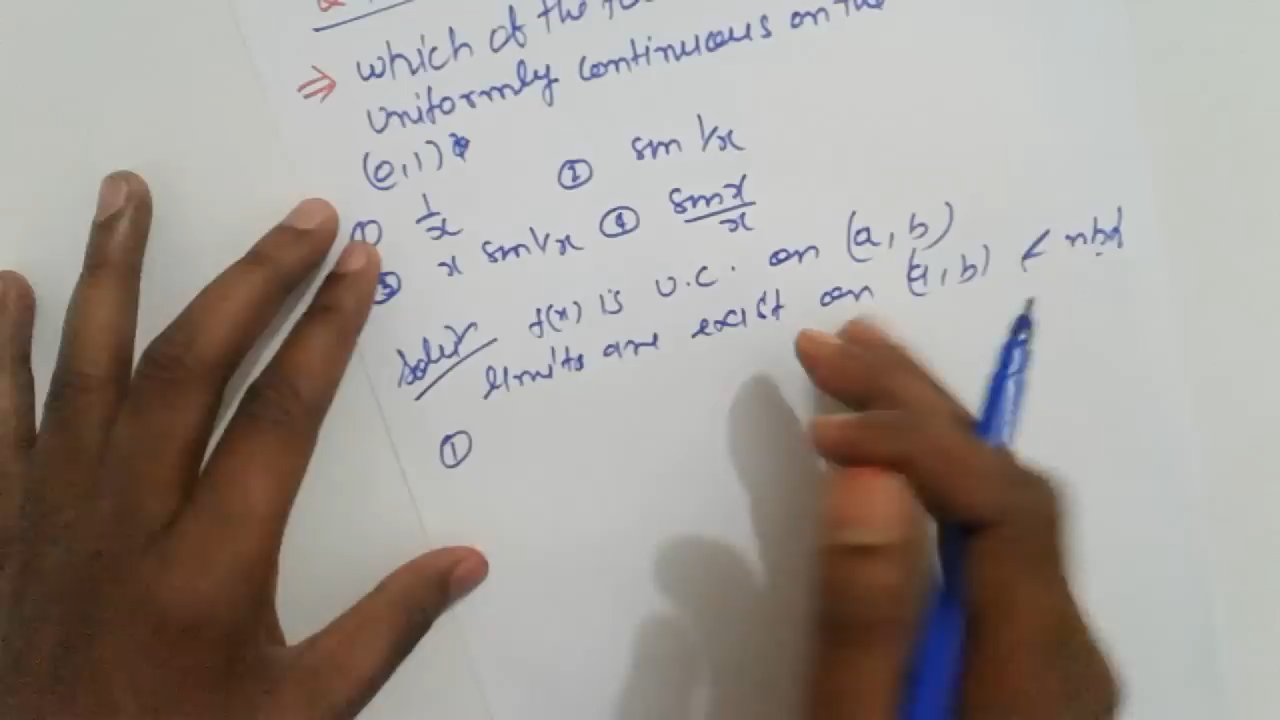 ⇒ which of the
uniformly continuous on the
(0,1)
① 1/x ② sin 1/x
③ x sin 1/x ④ sinx/x
Soln f(x) is U.C. on (a,b)
limits are exist on (a,b) < nbd
①